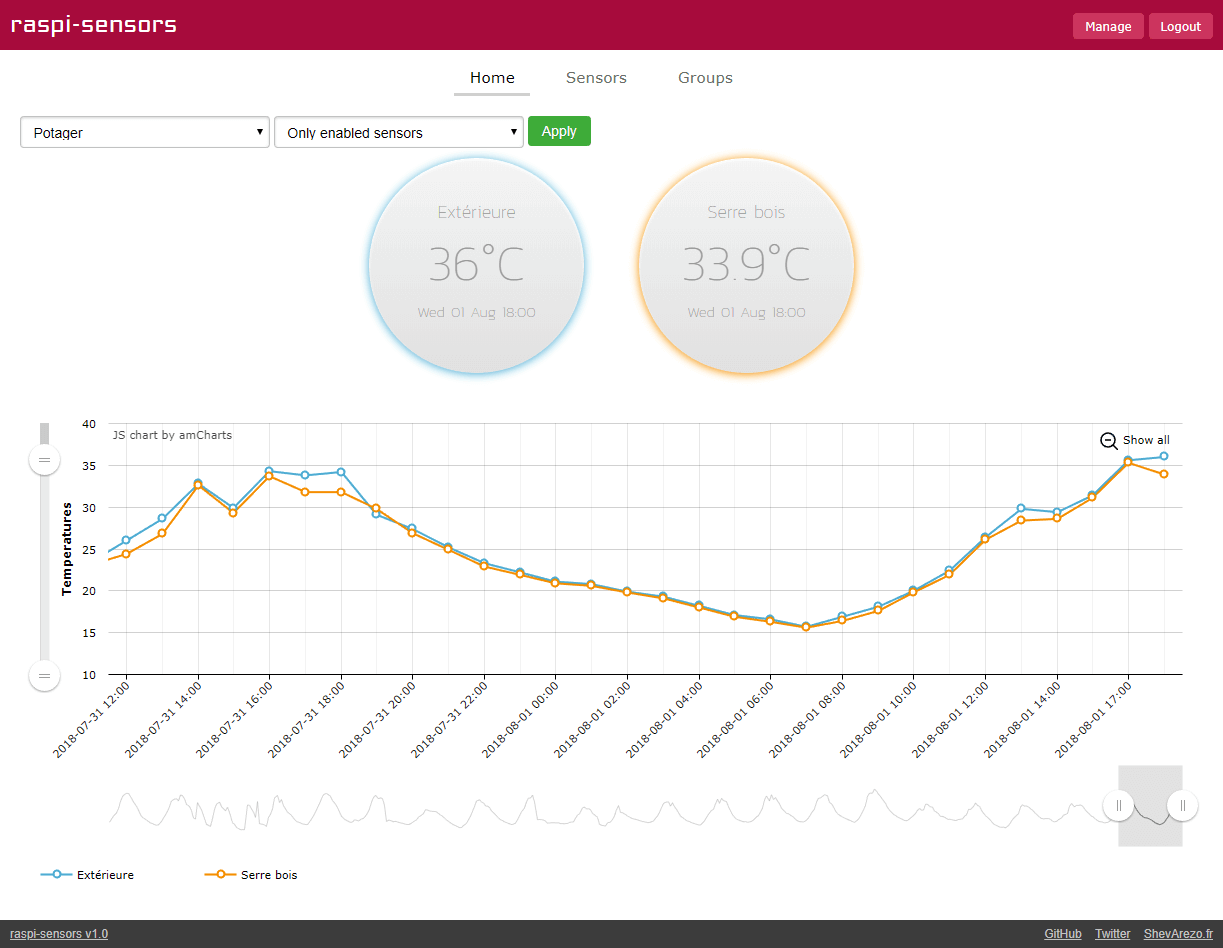 raspi-sensors
Manage Logout
Home Sensors Groups
Potager Only enabled sensors Apply
Extérieure
36°C
Wed 01 Aug 18:00
Serre bois
33.9°C
Wed 01 Aug 18:00
JS chart by amCharts
Show all
Temperatures
40
35
30
25
20
15
10
2018-07-31 12:00
2018-07-31 14:00
2018-07-31 16:00
2018-07-31 18:00
2018-07-31 20:00
2018-07-31 22:00
2018-08-01 00:00
2018-08-01 02:00
2018-08-01 04:00
2018-08-01 06:00
2018-08-01 08:00
2018-08-01 10:00
2018-08-01 12:00
2018-08-01 14:00
2018-08-01 17:00
Extérieure Serre bois
raspi-sensors v1.0 GitHub Twitter ShevArezo.fr